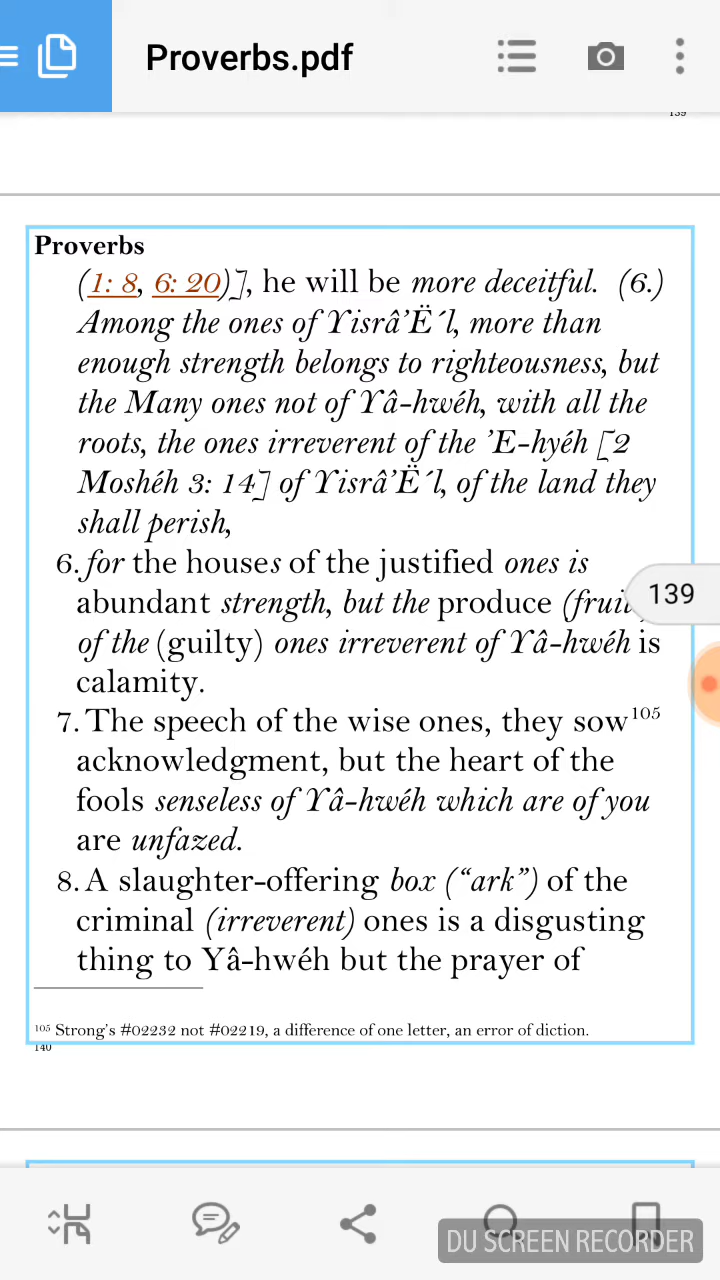 Proverbs.pdf
139
Proverbs
(1: 8, 6: 20)], he will be more deceitful. (6.)
Among the ones of Yisrâ’Ë´l, more than
enough strength belongs to righteousness, but
the Many ones not of Yâ-hwéh, with all the
roots, the ones irreverent of the ’E-hyéh [2
Moshéh 3: 14] of Yisrâ’Ë´l, of the land they
shall perish,
6. for the houses of the justified ones is
139
abundant strength, but the produce (fruit
of the (guilty) ones irreverent of Yâ-hwéh is
calamity.
7. The speech of the wise ones, they sow105
acknowledgment, but the heart of the
fools senseless of Yâ-hwéh which are of you
are unfazed.
8. A slaughter-offering box (“ark”) of the
criminal (irreverent) ones is a disgusting
thing to Yâ-hwéh but the prayer of
105 Strong’s #02232 not #02219, a difference of one letter, an error of diction.
140
DU SCREEN RECORDER